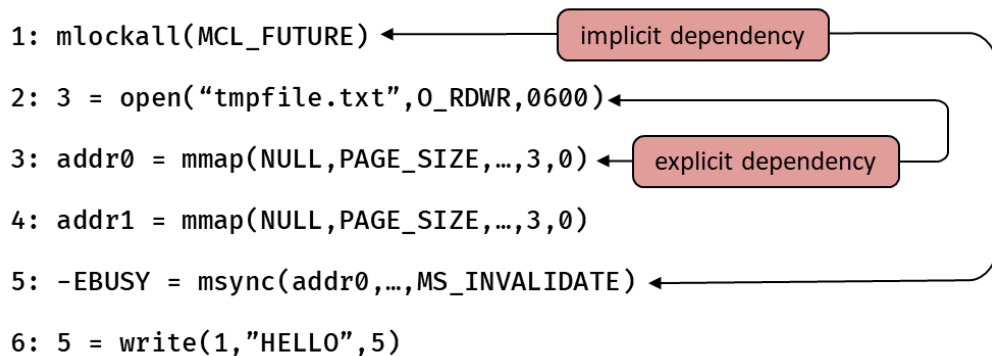 1: mlockall(MCL_FUTURE)
implicit dependency
2: 3 = open(“tmpfile.txt”,O_RDWR,0600)
3: addr0 = mmap(NULL,PAGE_SIZE,…,3,0)
explicit dependency
4: addr1 = mmap(NULL,PAGE_SIZE,…,3,0)
5: -EBUSY = msync(addr0,…,MS_INVALIDATE)
6: 5 = write(1,”HELLO”,5)